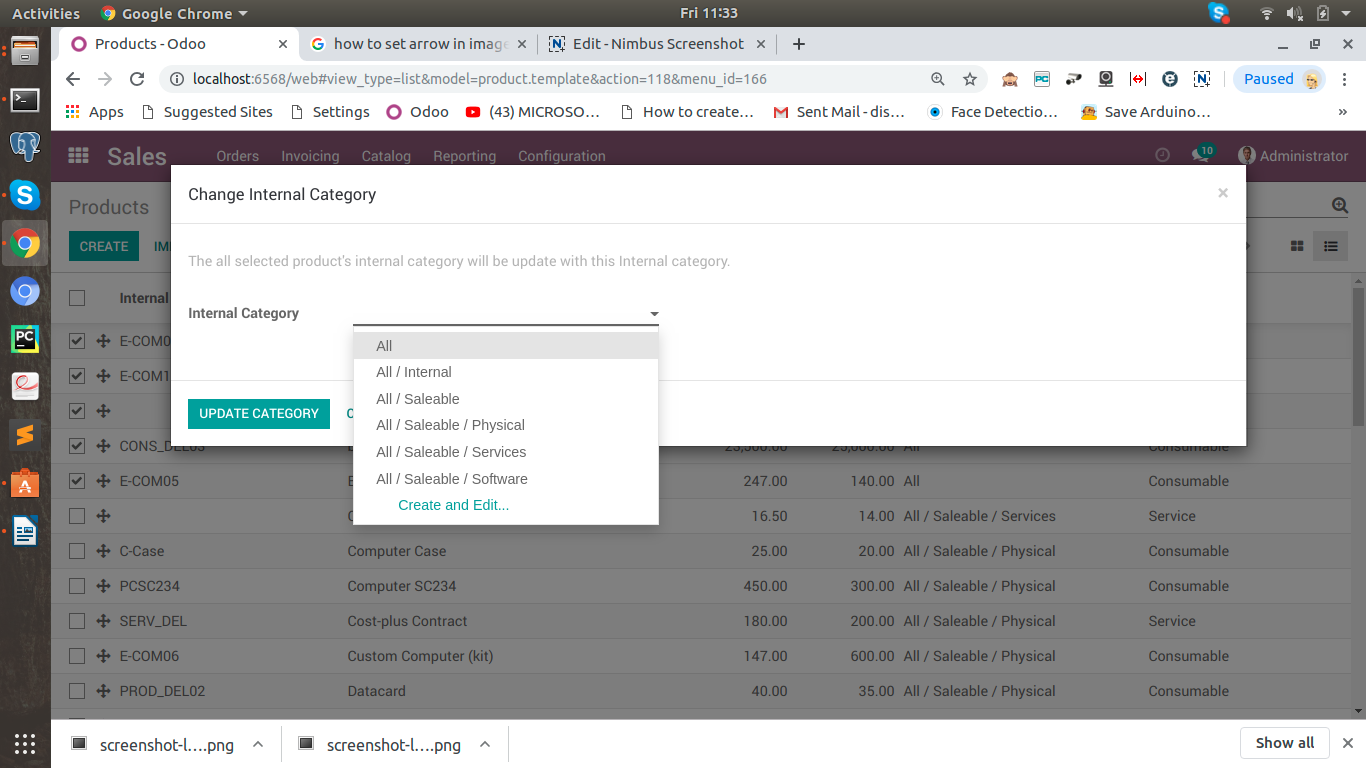 Activities Google Chrome Fri 11:33
Products - Odoo how to set arrow in image Edit - Nimbus Screenshot
localhost:6568/web#view_type=list&model=product.template&action=118&menu_id=166 Paused
Apps Suggested Sites Settings Odoo (43) MICROSO… How to create… Sent Mail - dis… Face Detectio… Save Arduino… »
Sales Orders Invoicing Catalog Reporting Configuration 10 Administrator
Change Internal Category ×
Products
CREATE
The all selected product's internal category will be update with this Internal category.
Internal
Internal Category
E-COM0
All
E-COM1
All / Internal
All / Saleable
UPDATE CATEGORY
All / Saleable / Physical
CONS_DEL03 All
All / Saleable / Services
E-COM05 247.00 140.00 All Consumable
All / Saleable / Software
Create and Edit...
16.50 14.00 All / Saleable / Services Service
C-Case Computer Case 25.00 20.00 All / Saleable / Physical Consumable
PCSC234 Computer SC234 450.00 300.00 All / Saleable / Physical Consumable
SERV_DEL Cost-plus Contract 180.00 200.00 All / Saleable / Physical Service
E-COM06 Custom Computer (kit) 147.00 600.00 All / Saleable / Physical Consumable
PROD_DEL02 Datacard 40.00 35.00 All / Saleable / Physical Consumable
screenshot-l….png screenshot-l….png Show all